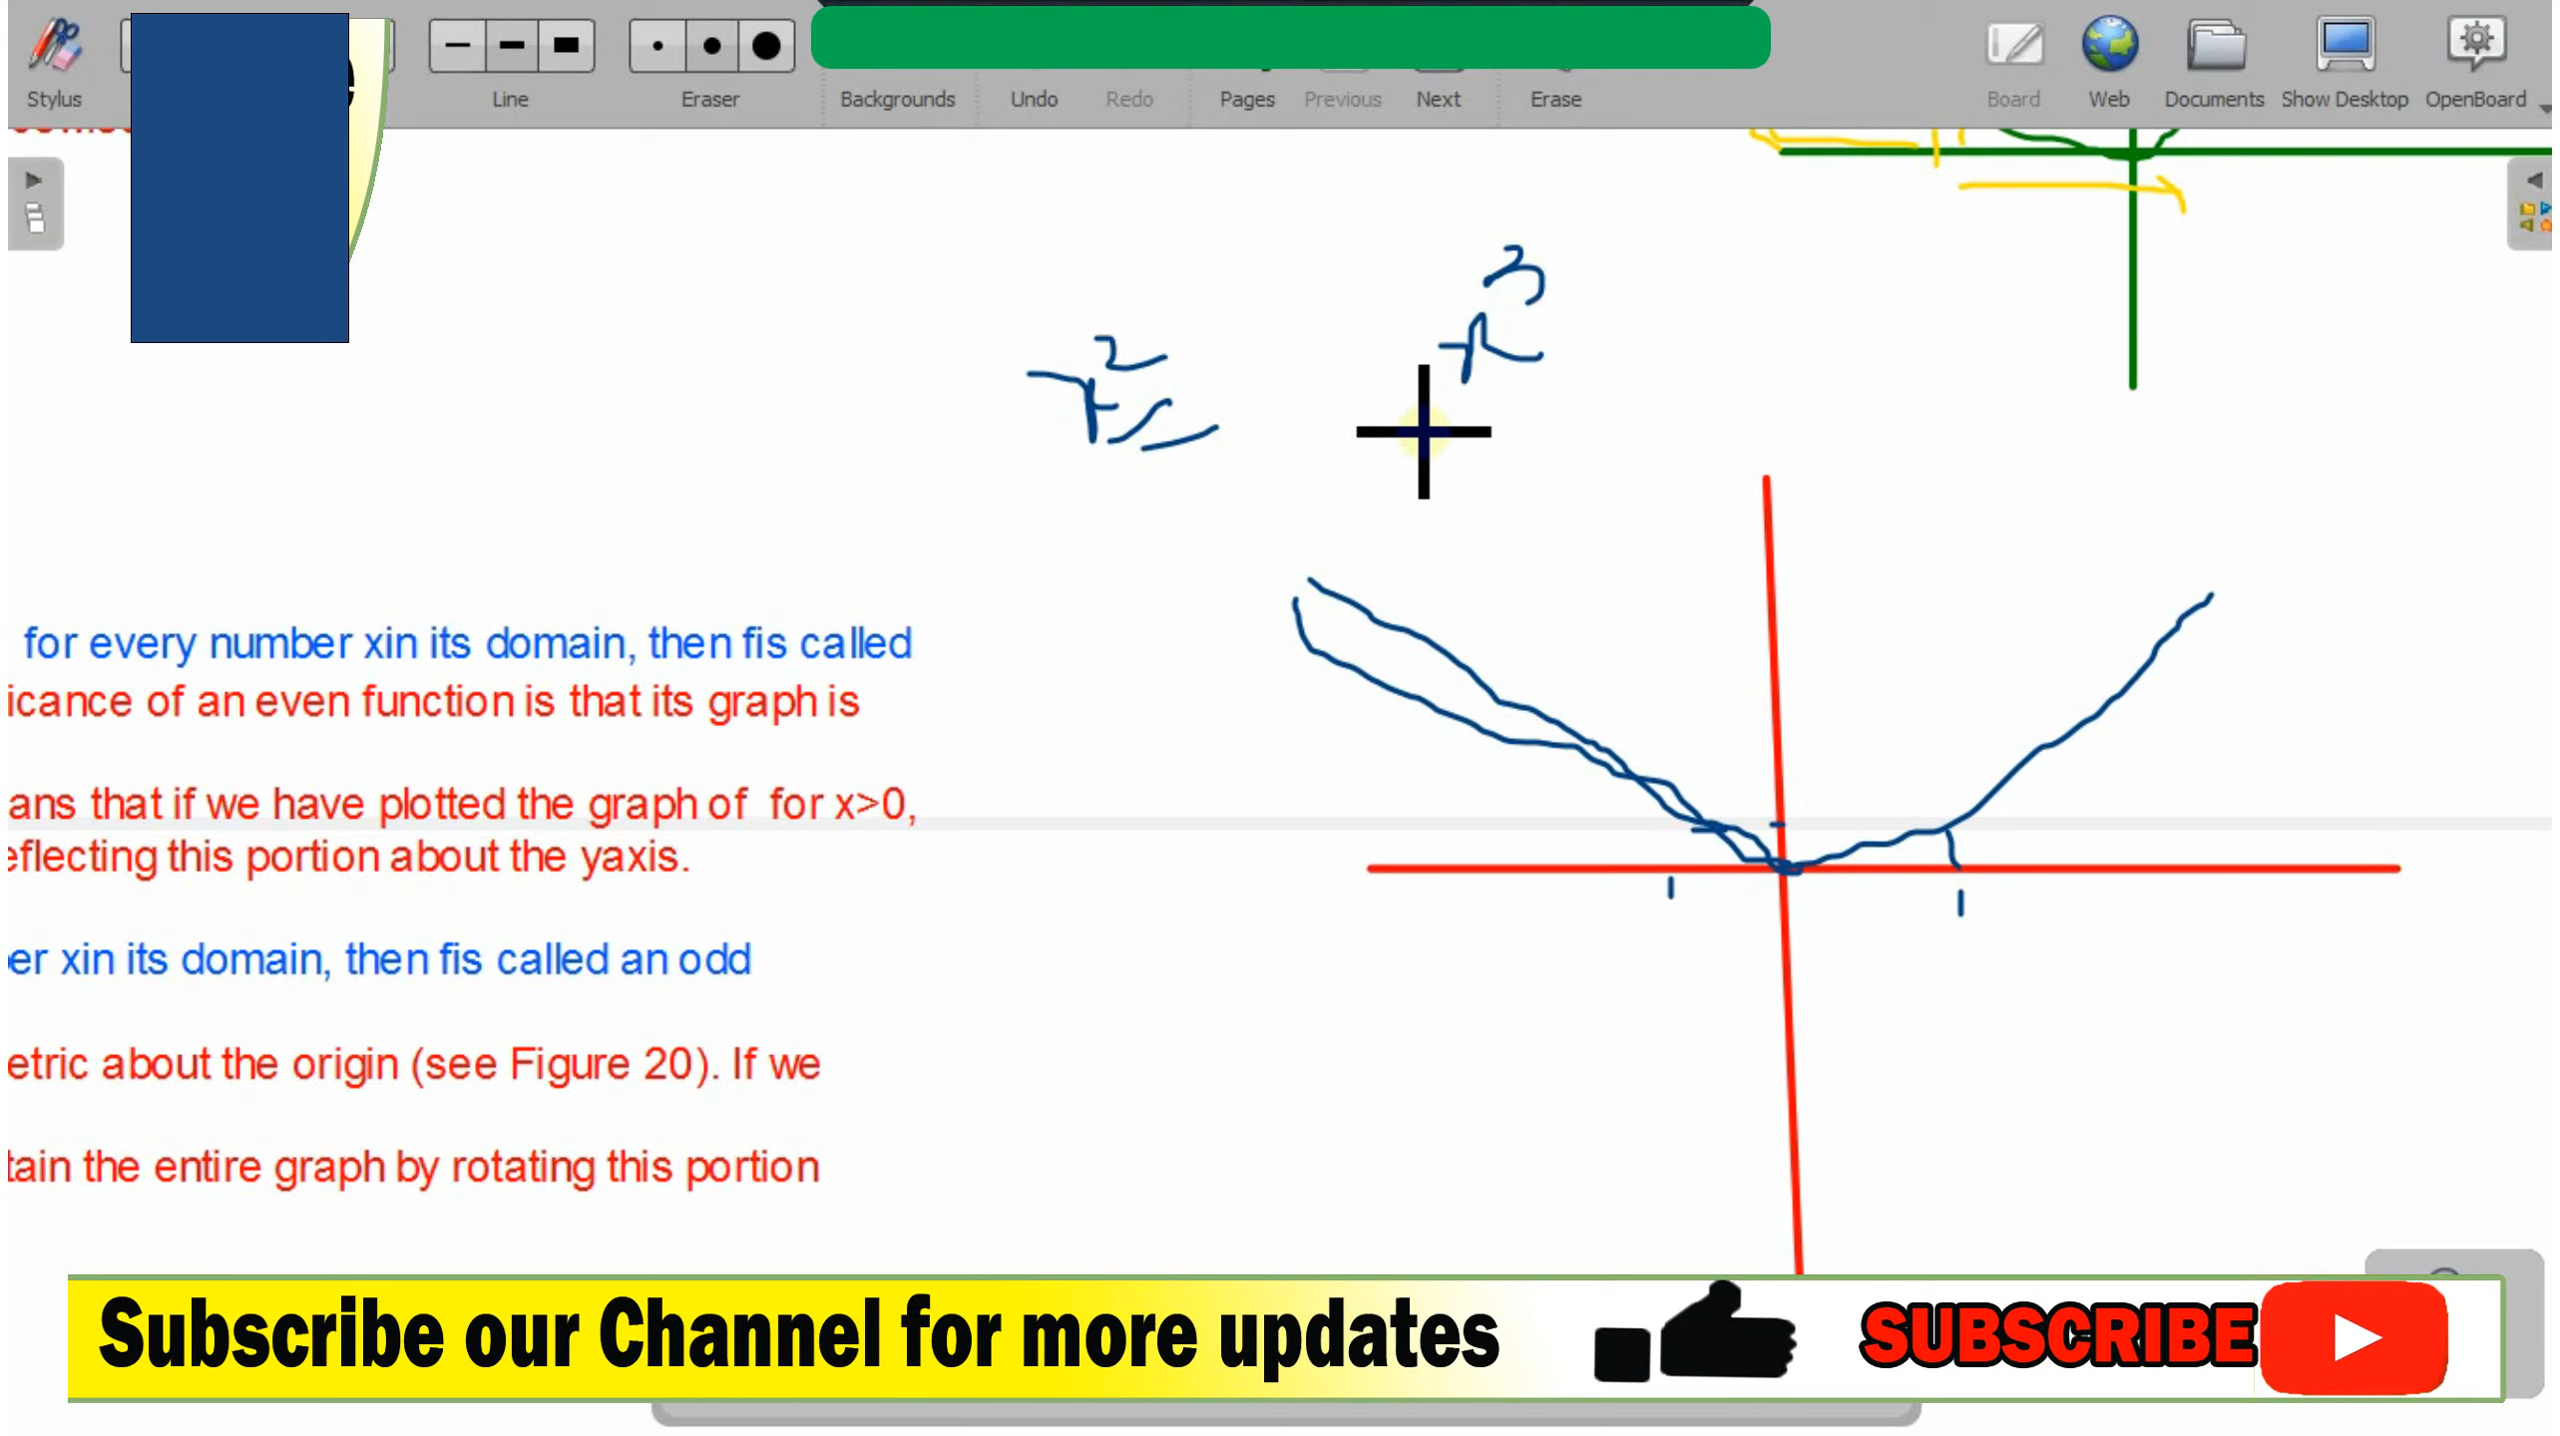 Stylus
Line
Eraser
Backgrounds
Undo
Redo
Pages
Previous
Next
Erase
Board
Web
Documents
Show Desktop
OpenBoard
x²
x³
for every number xin its domain, then fis called
icance of an even function is that its graph is
ans that if we have plotted the graph of for x>0,
eflecting this portion about the yaxis.
1
1
er xin its domain, then fis called an odd
etric about the origin (see Figure 20). If we
tain the entire graph by rotating this portion
Subscribe our Channel for more updates
SUBSCRIBE